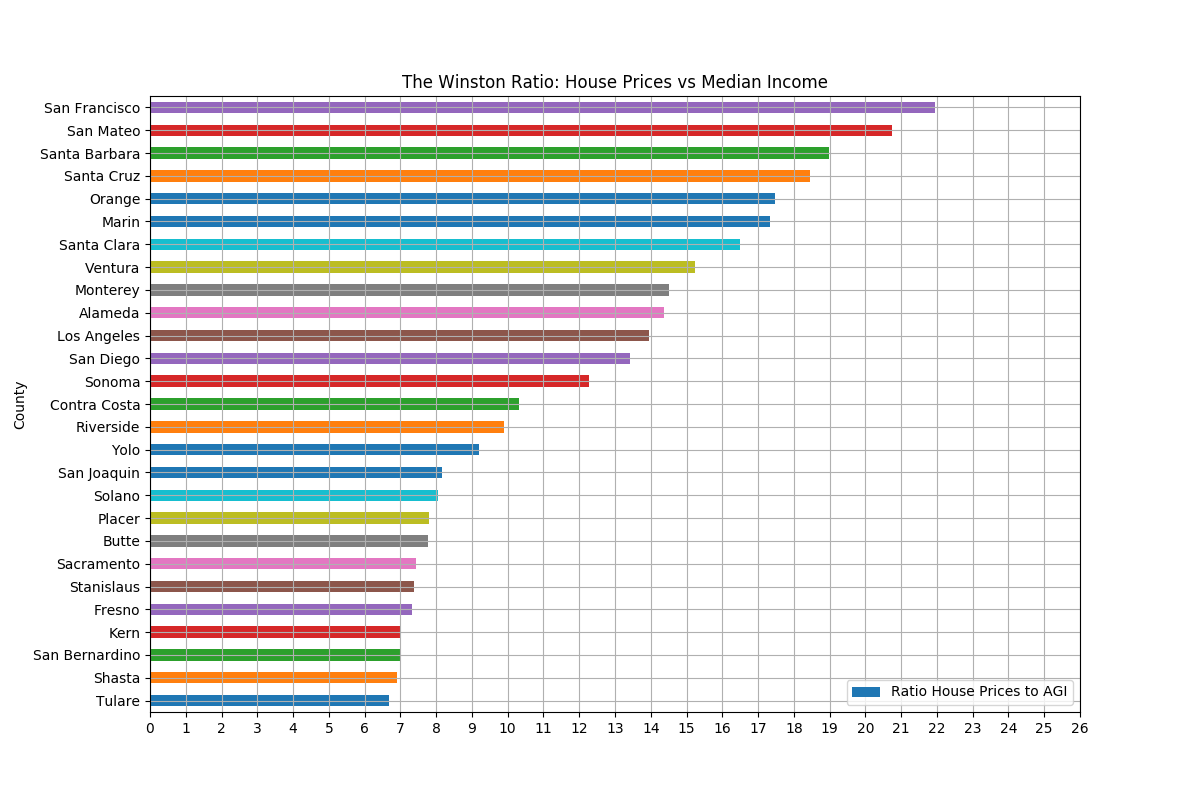 The Winston Ratio: House Prices vs Median Income
County
San Francisco
San Mateo
Santa Barbara
Santa Cruz
Orange
Marin
Santa Clara
Ventura
Monterey
Alameda
Los Angeles
San Diego
Sonoma
Contra Costa
Riverside
Yolo
San Joaquin
Solano
Placer
Butte
Sacramento
Stanislaus
Fresno
Kern
San Bernardino
Shasta
Tulare
Ratio House Prices to AGI
0 1 2 3 4 5 6 7 8 9 10 11 12 13 14 15 16 17 18 19 20 21 22 23 24 25 26